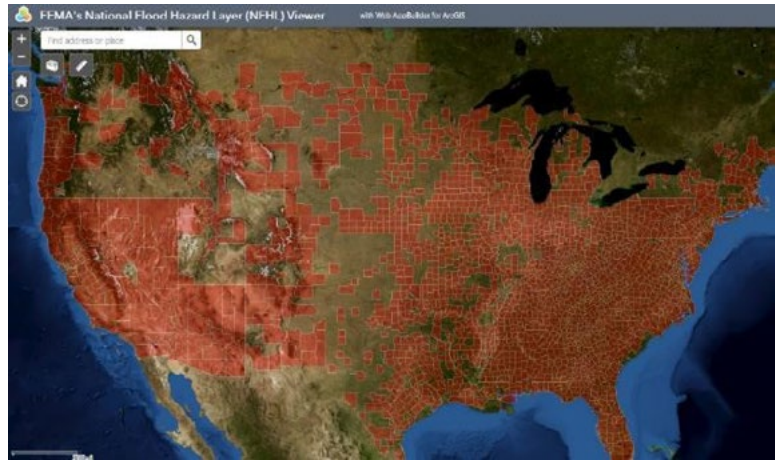 FEMA's National Flood Hazard Layer (NFHL) Viewer
with Web AppBuilder for ArcGIS
Find address or place